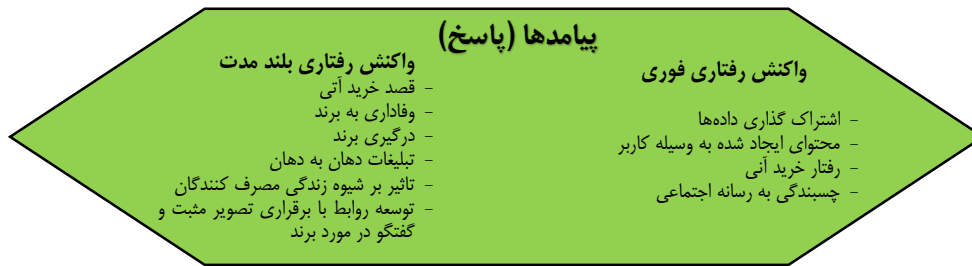 پیامدها (پاسخ)
واکنش رفتاری فوری
- اشتراک گذاری داده‌ها
- محتوای ایجاد شده به وسیله کاربر
- رفتار خرید آنی
- چسبندگی به رسانه اجتماعی
واکنش رفتاری بلند مدت
- قصد خرید آتی
- وفاداری به برند
- درگیری برند
- تبلیغات دهان به دهان
- تاثیر بر شیوه زندگی مصرف کنندگان
- توسعه روابط با برقراری تصویر مثبت و
گفتگو در مورد برند